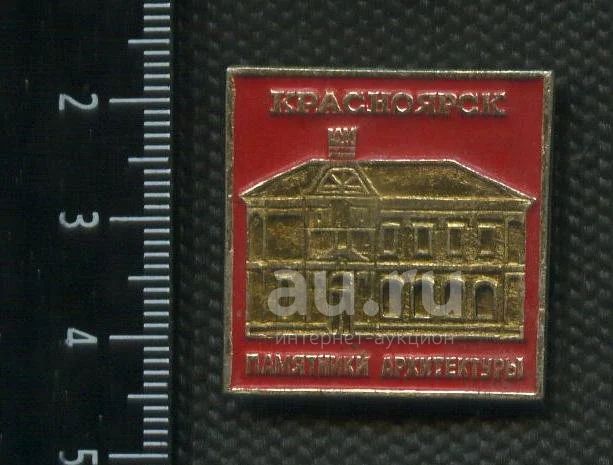 КРАСНОЯРСК
au.ru
интернет-аукцион
ПАМЯТНИКИ АРХИТЕКТУРЫ
2
3
4
5